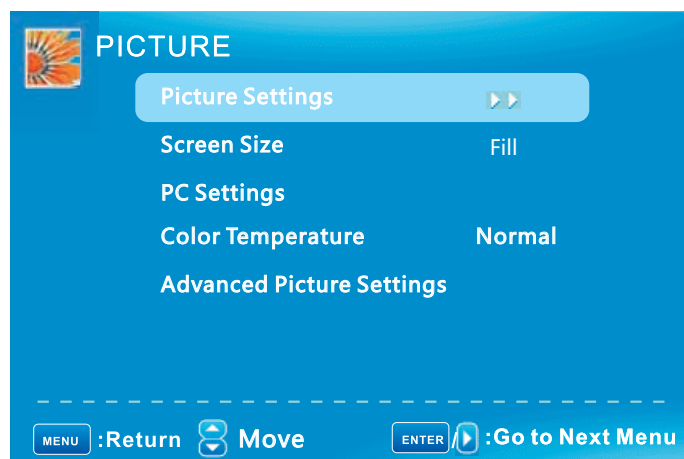 PICTURE
Picture Settings
Screen Size Fill
PC Settings
Color Temperature Normal
Advanced Picture Settings
MENU :Return Move ENTER / :Go to Next Menu